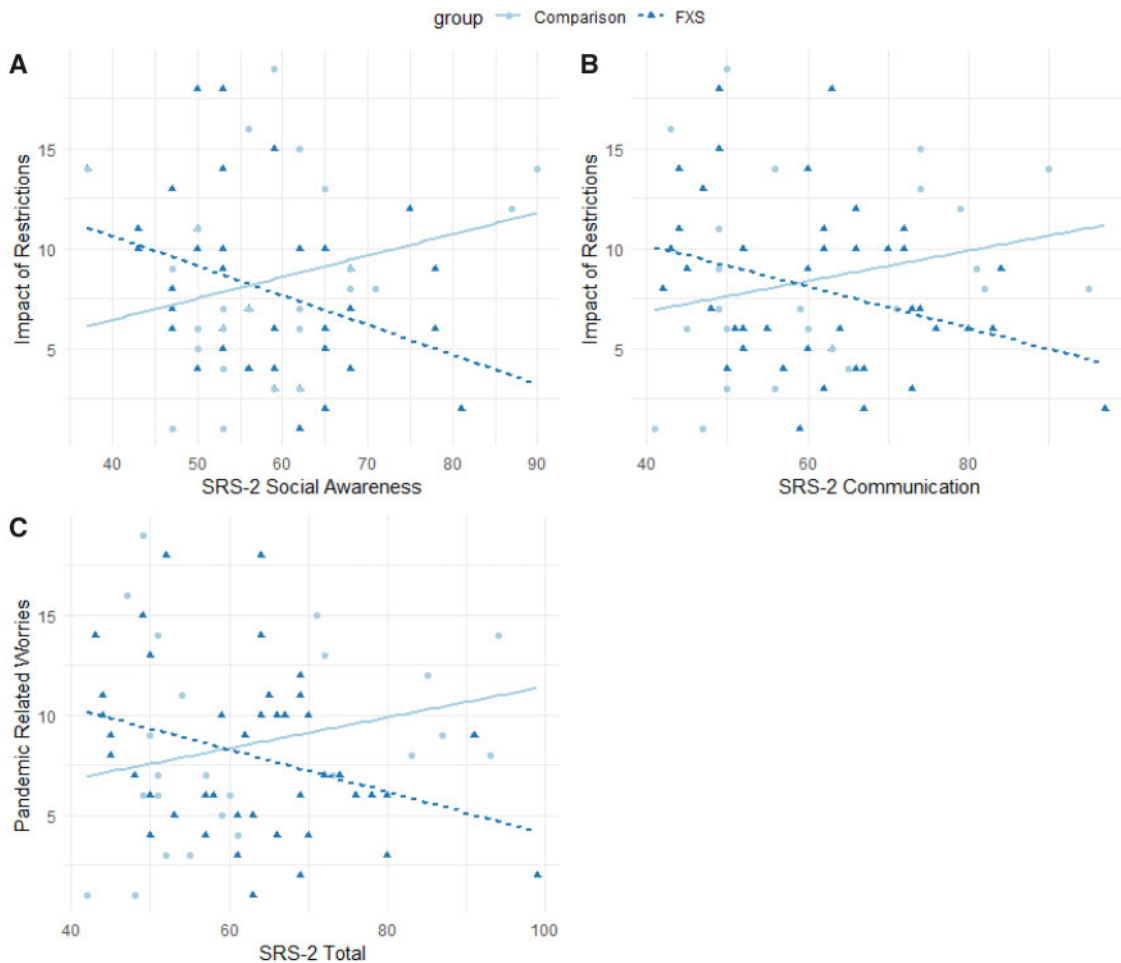 group Comparison FXS
A
Impact of Restrictions
15
10
5
40 50 60 70 80 90
SRS-2 Social Awareness
B
Impact of Restrictions
15
10
5
40 60 80
SRS-2 Communication
C
Pandemic Related Worries
15
10
5
40 60 80 100
SRS-2 Total